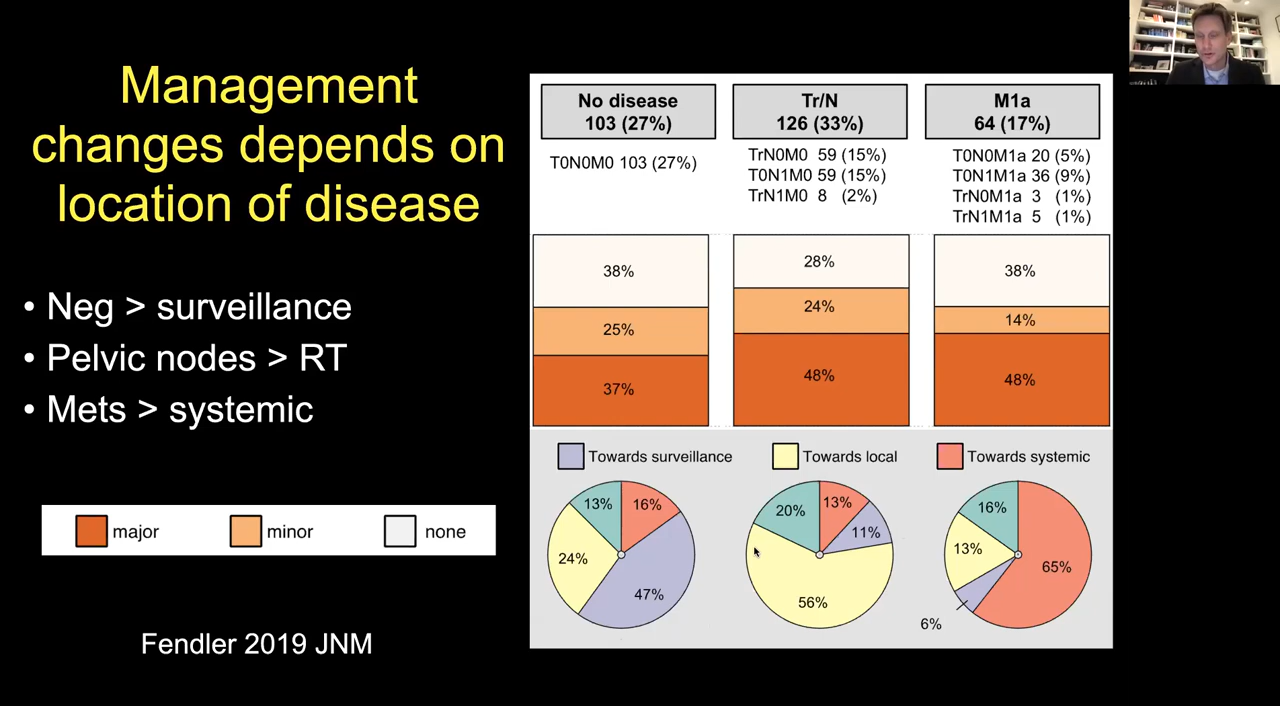 Management
changes depends on
location of disease
• Neg > surveillance
• Pelvic nodes > RT
• Mets > systemic
major
minor
none
Fendler 2019 JNM
No disease
103 (27%)
T0N0M0 103 (27%)
38%
25%
37%
Tr/N
126 (33%)
TrN0M0 59 (15%)
T0N1M0 59 (15%)
TrN1M0 8 (2%)
28%
24%
48%
M1a
64 (17%)
T0N0M1a 20 (5%)
T0N1M1a 36 (9%)
TrN0M1a 3 (1%)
TrN1M1a 5 (1%)
38%
14%
48%
Towards surveillance
Towards local
Towards systemic
13%
16%
24%
47%
20%
13%
11%
56%
16%
13%
65%
6%